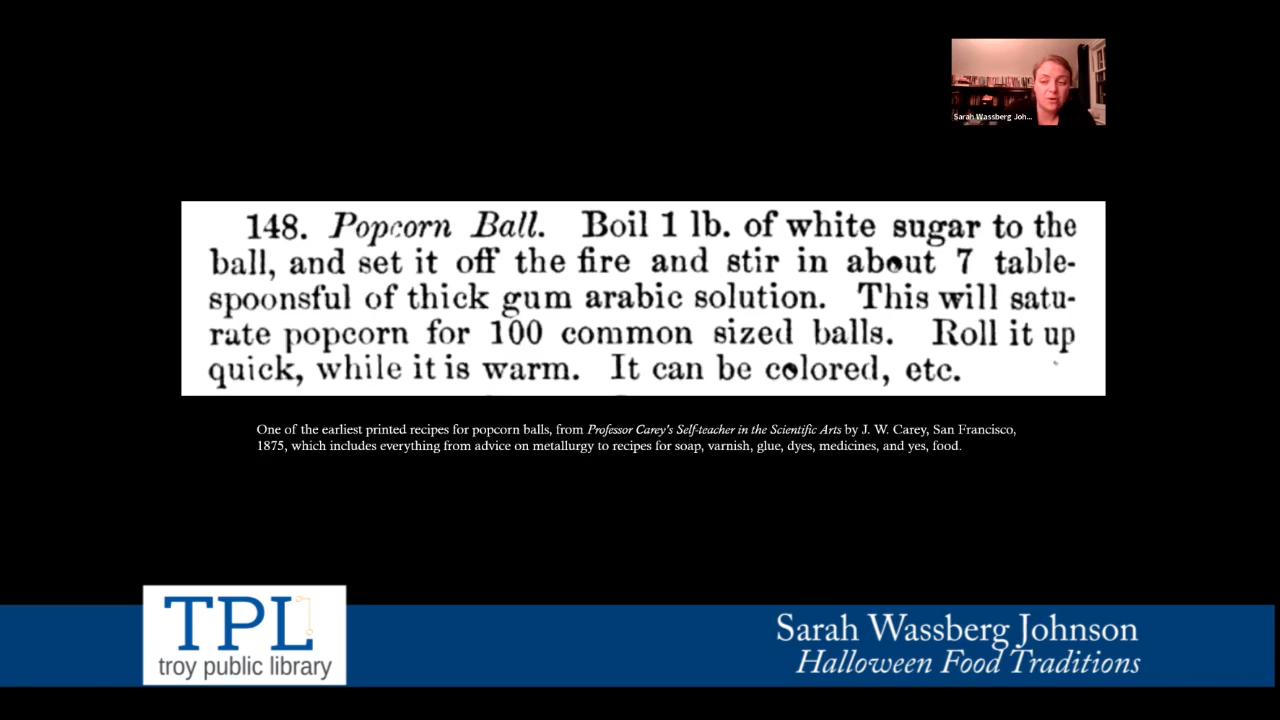 Sarah Wassberg Joh...
148. Popcorn Ball. Boil 1 lb. of white sugar to the
ball, and set it off the fire and stir in about 7 table-
spoonsful of thick gum arabic solution. This will satu-
rate popcorn for 100 common sized balls. Roll it up
quick, while it is warm. It can be colored, etc.
One of the earliest printed recipes for popcorn balls, from Professor Carey's Self-teacher in the Scientific Arts by J. W. Carey, San Francisco,
1875, which includes everything from advice on metallurgy to recipes for soap, varnish, glue, dyes, medicines, and yes, food.
TPL
troy public library
Sarah Wassberg Johnson
Halloween Food Traditions